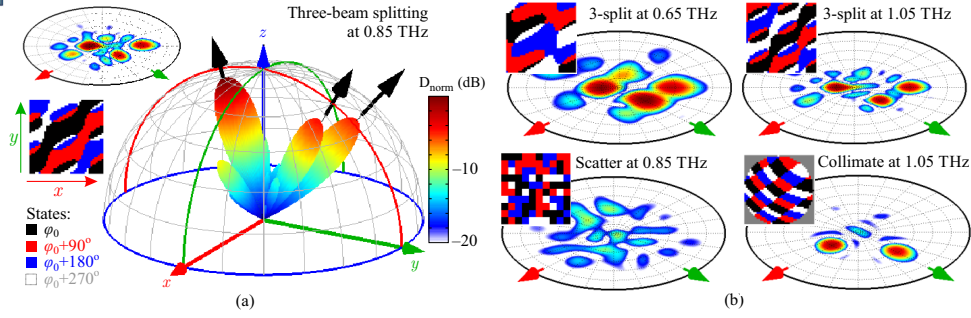 Three-beam splitting
at 0.85 THz
z
D_norm (dB)
−10
−20
y
x
States:
φ₀
φ₀+90°
φ₀+180°
φ₀+270°
x
y
(a)
3-split at 0.65 THz
3-split at 1.05 THz
Scatter at 0.85 THz
Collimate at 1.05 THz
(b)